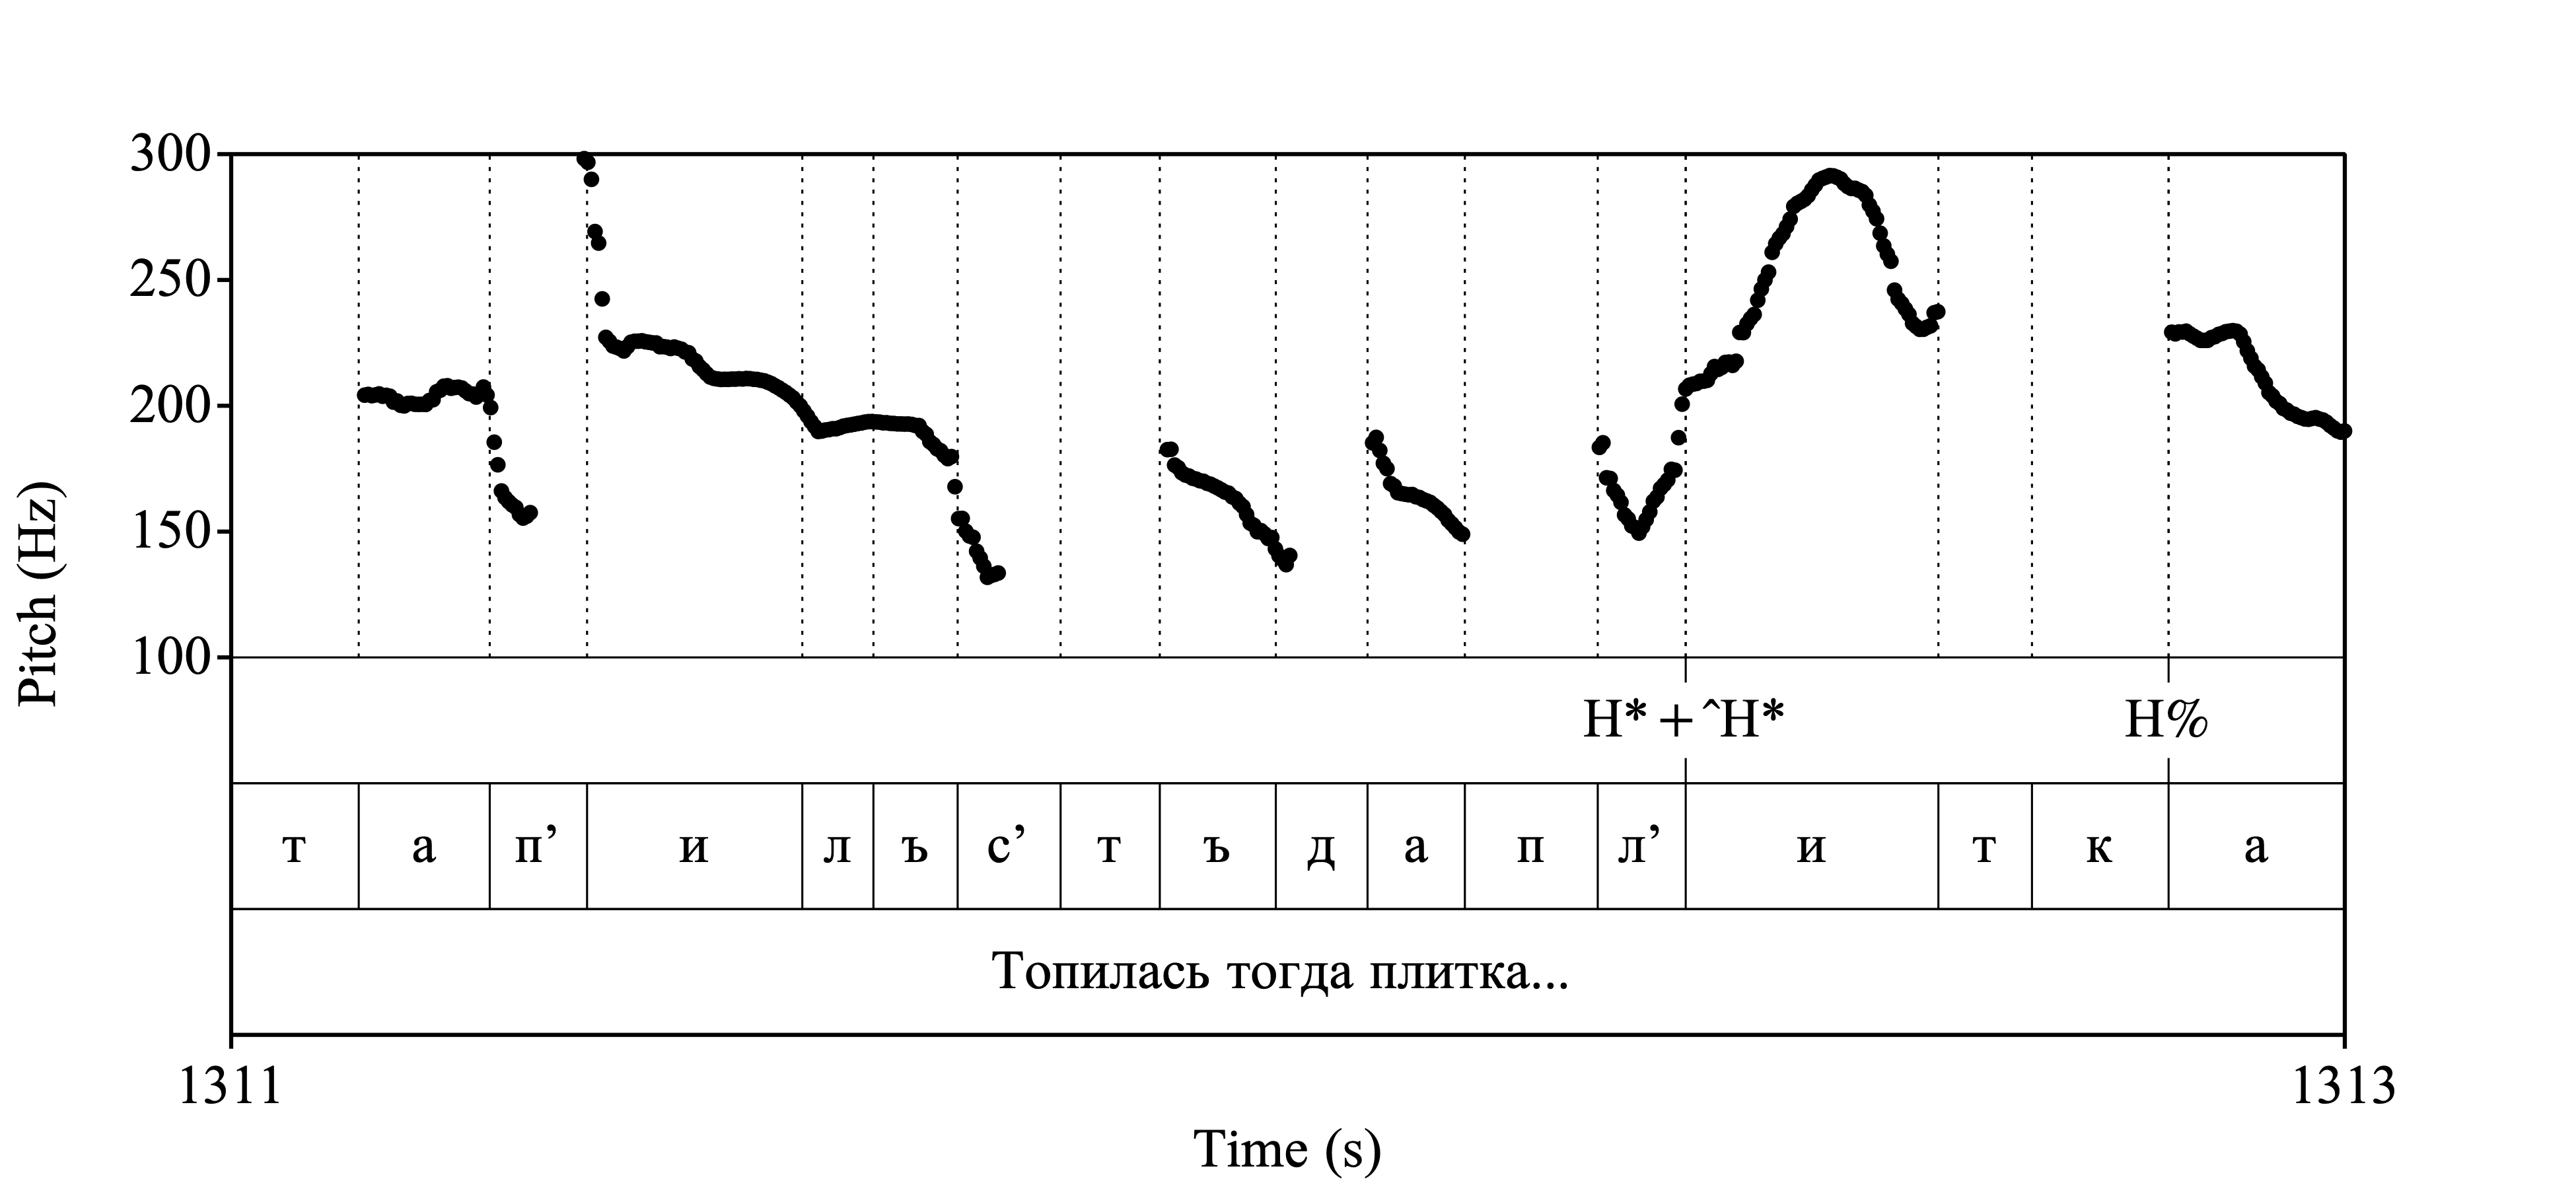 300
250
200
150
100
Pitch (Hz)
H* + ˆH* H%
т а п’ и л ъ с’ т ъ д а п л’ и т к а
Топилась тогда плитка...
1311 1313
Time (s)